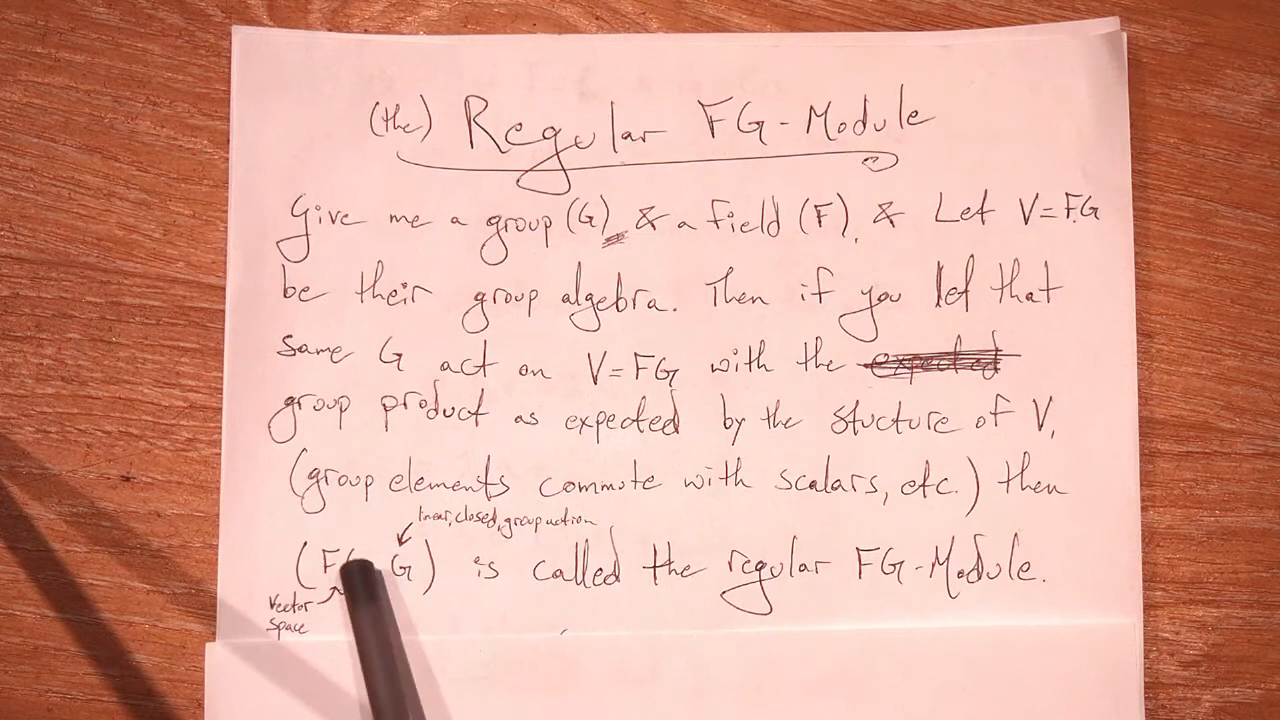 (the) Regular FG-Module
Give me a group (G) & a field (F), & Let V=FG
be their group algebra. Then if you let that
same G act on V=FG with the expected
group product as expected by the stucture of V,
(group elements commute with scalars, etc.) then
linear, closed, group action
(F G) is called the regular FG-Module.
vector
space